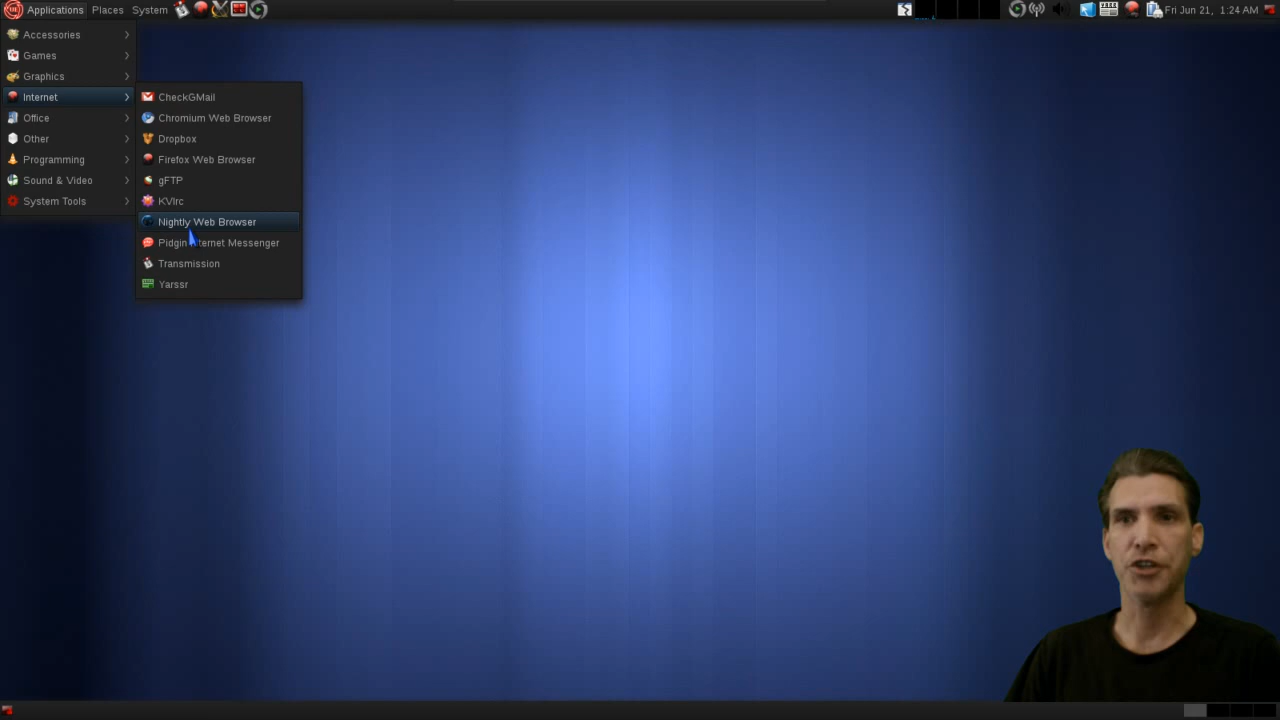 Applications Places System
Fri Jun 21, 1:24 AM
Accessories
Games
Graphics
Internet
Office
Other
Programming
Sound & Video
System Tools
CheckGMail
Chromium Web Browser
Dropbox
Firefox Web Browser
gFTP
KVIrc
Nightly Web Browser
Pidgin Internet Messenger
Transmission
Yarssr